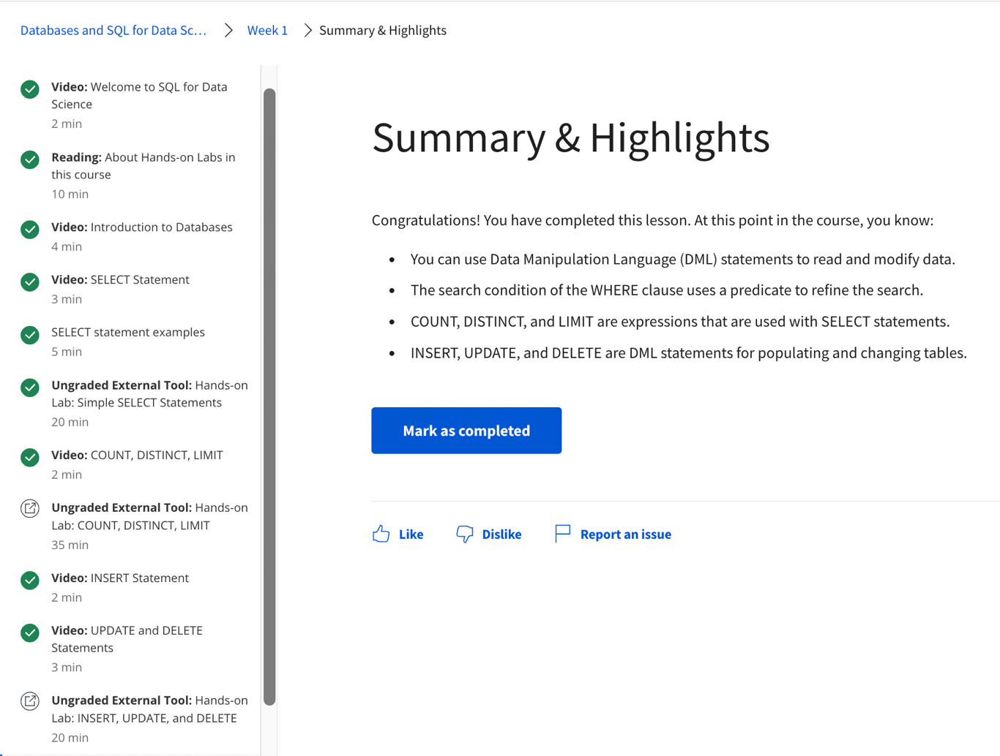 Databases and SQL for Data Sc... Week 1 Summary & Highlights
Video: Welcome to SQL for Data
Science
2 min
Reading: About Hands-on Labs in
this course
10 min
Video: Introduction to Databases
4 min
Video: SELECT Statement
3 min
SELECT statement examples
5 min
Ungraded External Tool: Hands-on
Lab: Simple SELECT Statements
20 min
Video: COUNT, DISTINCT, LIMIT
2 min
Ungraded External Tool: Hands-on
Lab: COUNT, DISTINCT, LIMIT
35 min
Video: INSERT Statement
2 min
Video: UPDATE and DELETE
Statements
3 min
Ungraded External Tool: Hands-on
Lab: INSERT, UPDATE, and DELETE
20 min
Summary & Highlights
Congratulations! You have completed this lesson. At this point in the course, you know:
• You can use Data Manipulation Language (DML) statements to read and modify data.
• The search condition of the WHERE clause uses a predicate to refine the search.
• COUNT, DISTINCT, and LIMIT are expressions that are used with SELECT statements.
• INSERT, UPDATE, and DELETE are DML statements for populating and changing tables.
Mark as completed
Like Dislike Report an issue